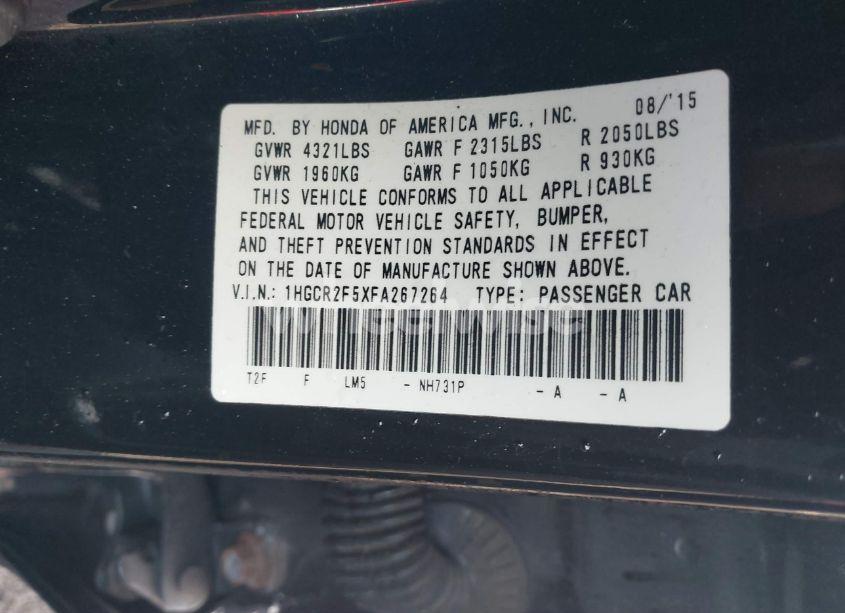 MFD. BY HONDA OF AMERICA MFG., INC. 08/'15
GVWR 4321LBS GAWR F 2315LBS R 2050LBS
GVWR 1960KG GAWR F 1050KG R 930KG
THIS VEHICLE CONFORMS TO ALL APPLICABLE
FEDERAL MOTOR VEHICLE SAFETY, BUMPER,
AND THEFT PREVENTION STANDARDS IN EFFECT
ON THE DATE OF MANUFACTURE SHOWN ABOVE.
V.I.N.: 1HGCR2F5XFA267264 TYPE: PASSENGER CAR
wheelwise
T2F F LM5 - NH731P - A - A